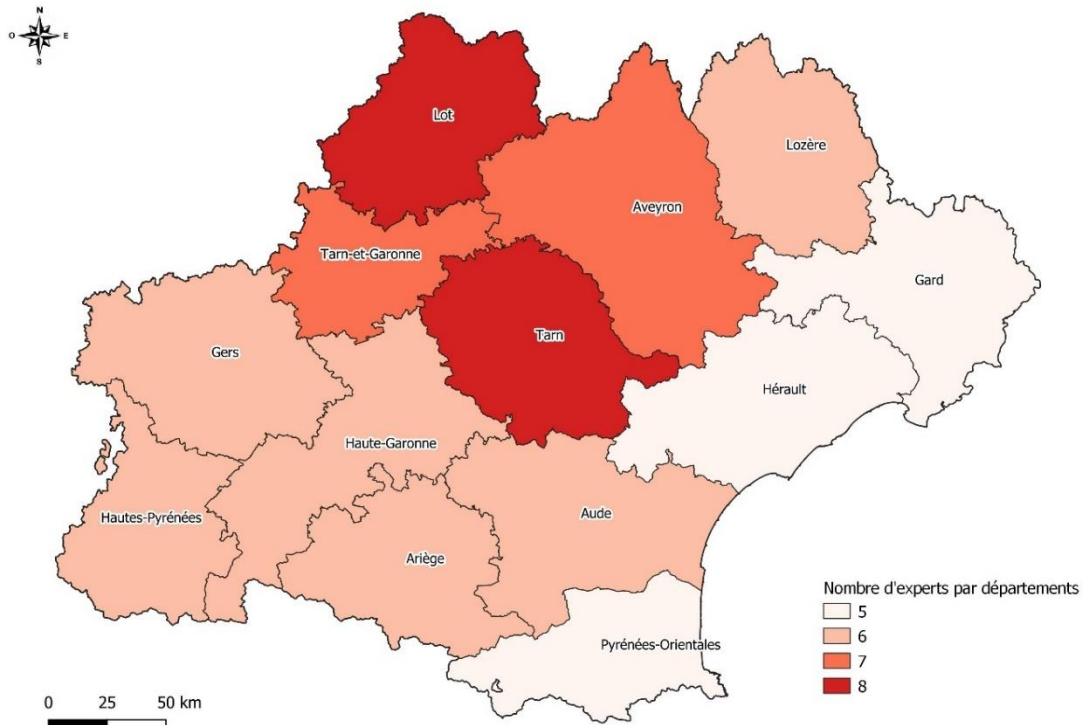 N
O E
S
Lot
Lozère
Aveyron
Tarn-et-Garonne
Gard
Tarn
Gers
Hérault
Haute-Garonne
Aude
Hautes-Pyrénées
Ariège
Pyrénées-Orientales
Nombre d'experts par départements
5
6
7
8
0 25 50 km